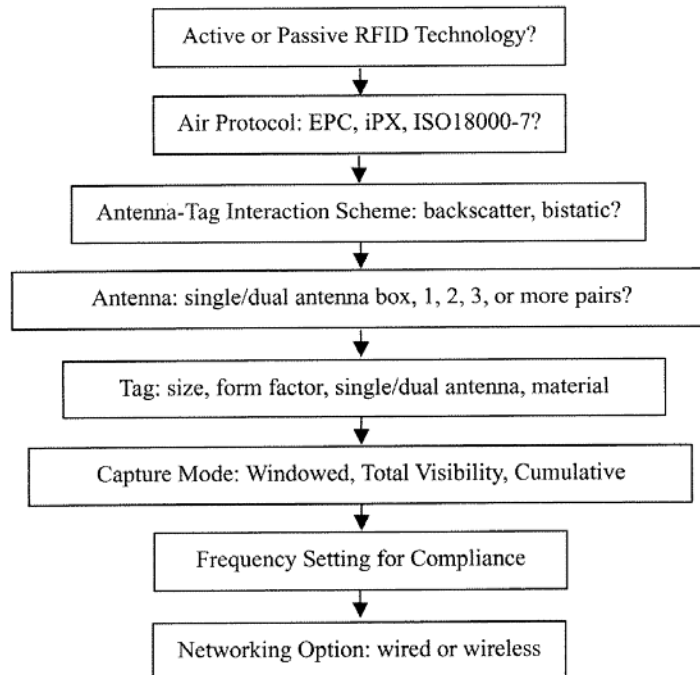 Active or Passive RFID Technology?
Air Protocol: EPC, iPX, ISO18000-7?
Antenna-Tag Interaction Scheme: backscatter, bistatic?
Antenna: single/dual antenna box, 1, 2, 3, or more pairs?
Tag: size, form factor, single/dual antenna, material
Capture Mode: Windowed, Total Visibility, Cumulative
Frequency Setting for Compliance
Networking Option: wired or wireless